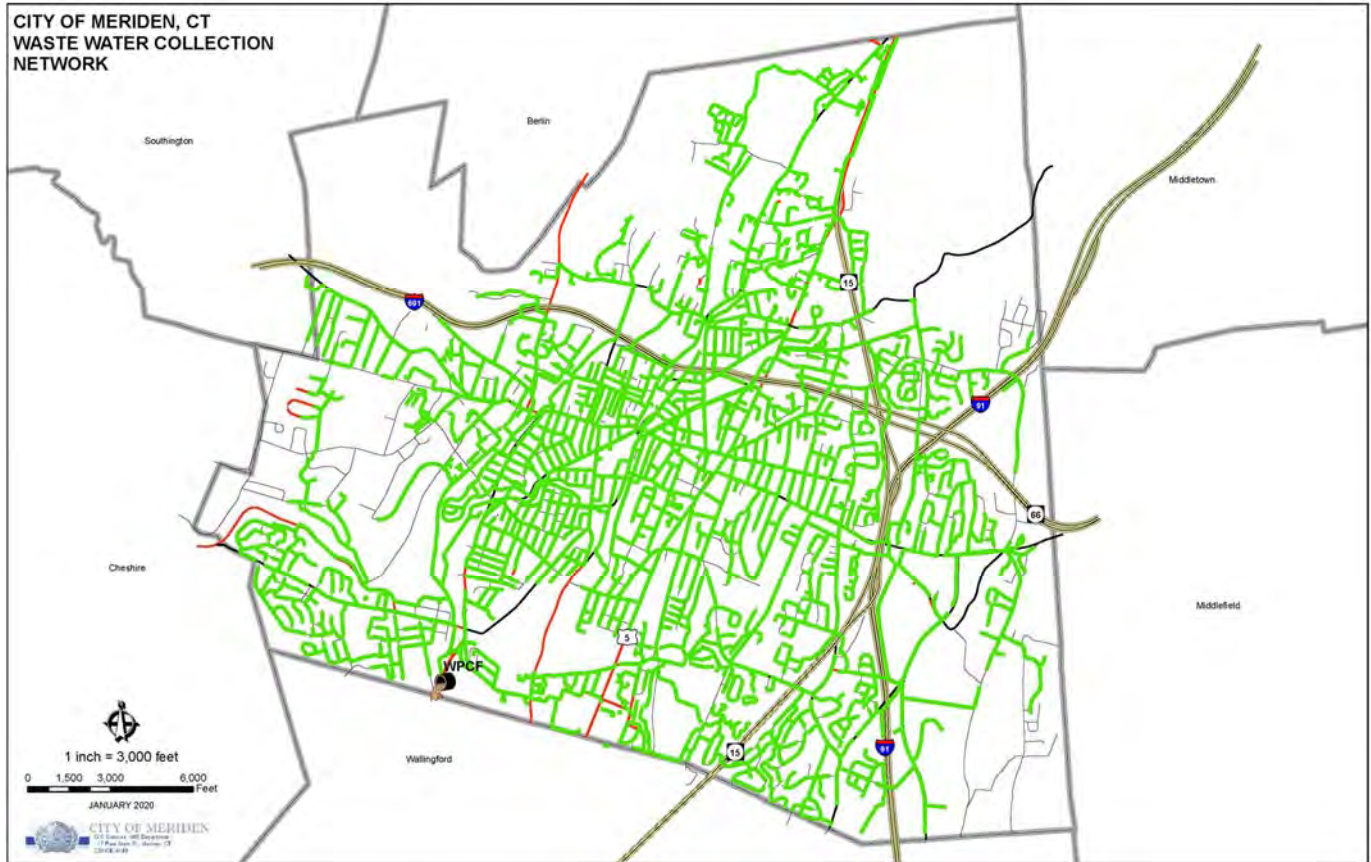 CITY OF MERIDEN, CT
WASTE WATER COLLECTION
NETWORK
Southington
Berlin
Middletown
691
15
91
66
Cheshire
Middlefield
5
WPCF
15
91
Wallingford
1 inch = 3,000 feet
0 1,500 3,000 6,000
Feet
JANUARY 2020
CITY OF MERIDEN